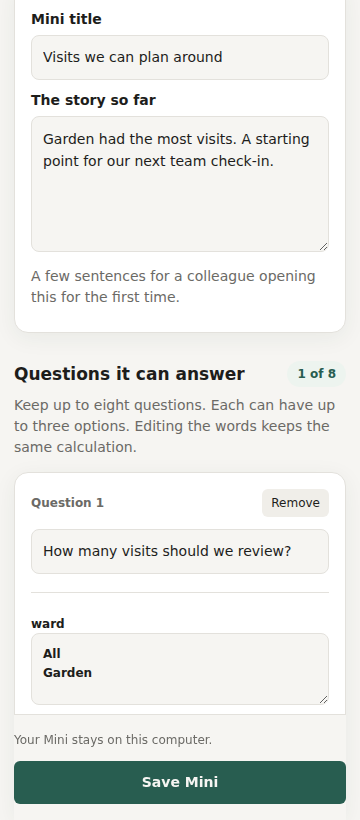 Mini title
Visits we can plan around
The story so far
Garden had the most visits. A starting
point for our next team check-in.
A few sentences for a colleague opening
this for the first time.
Questions it can answer
1 of 8
Keep up to eight questions. Each can have up
to three options. Editing the words keeps the
same calculation.
Question 1
Remove
How many visits should we review?
ward
All
Garden
Your Mini stays on this computer.
Save Mini